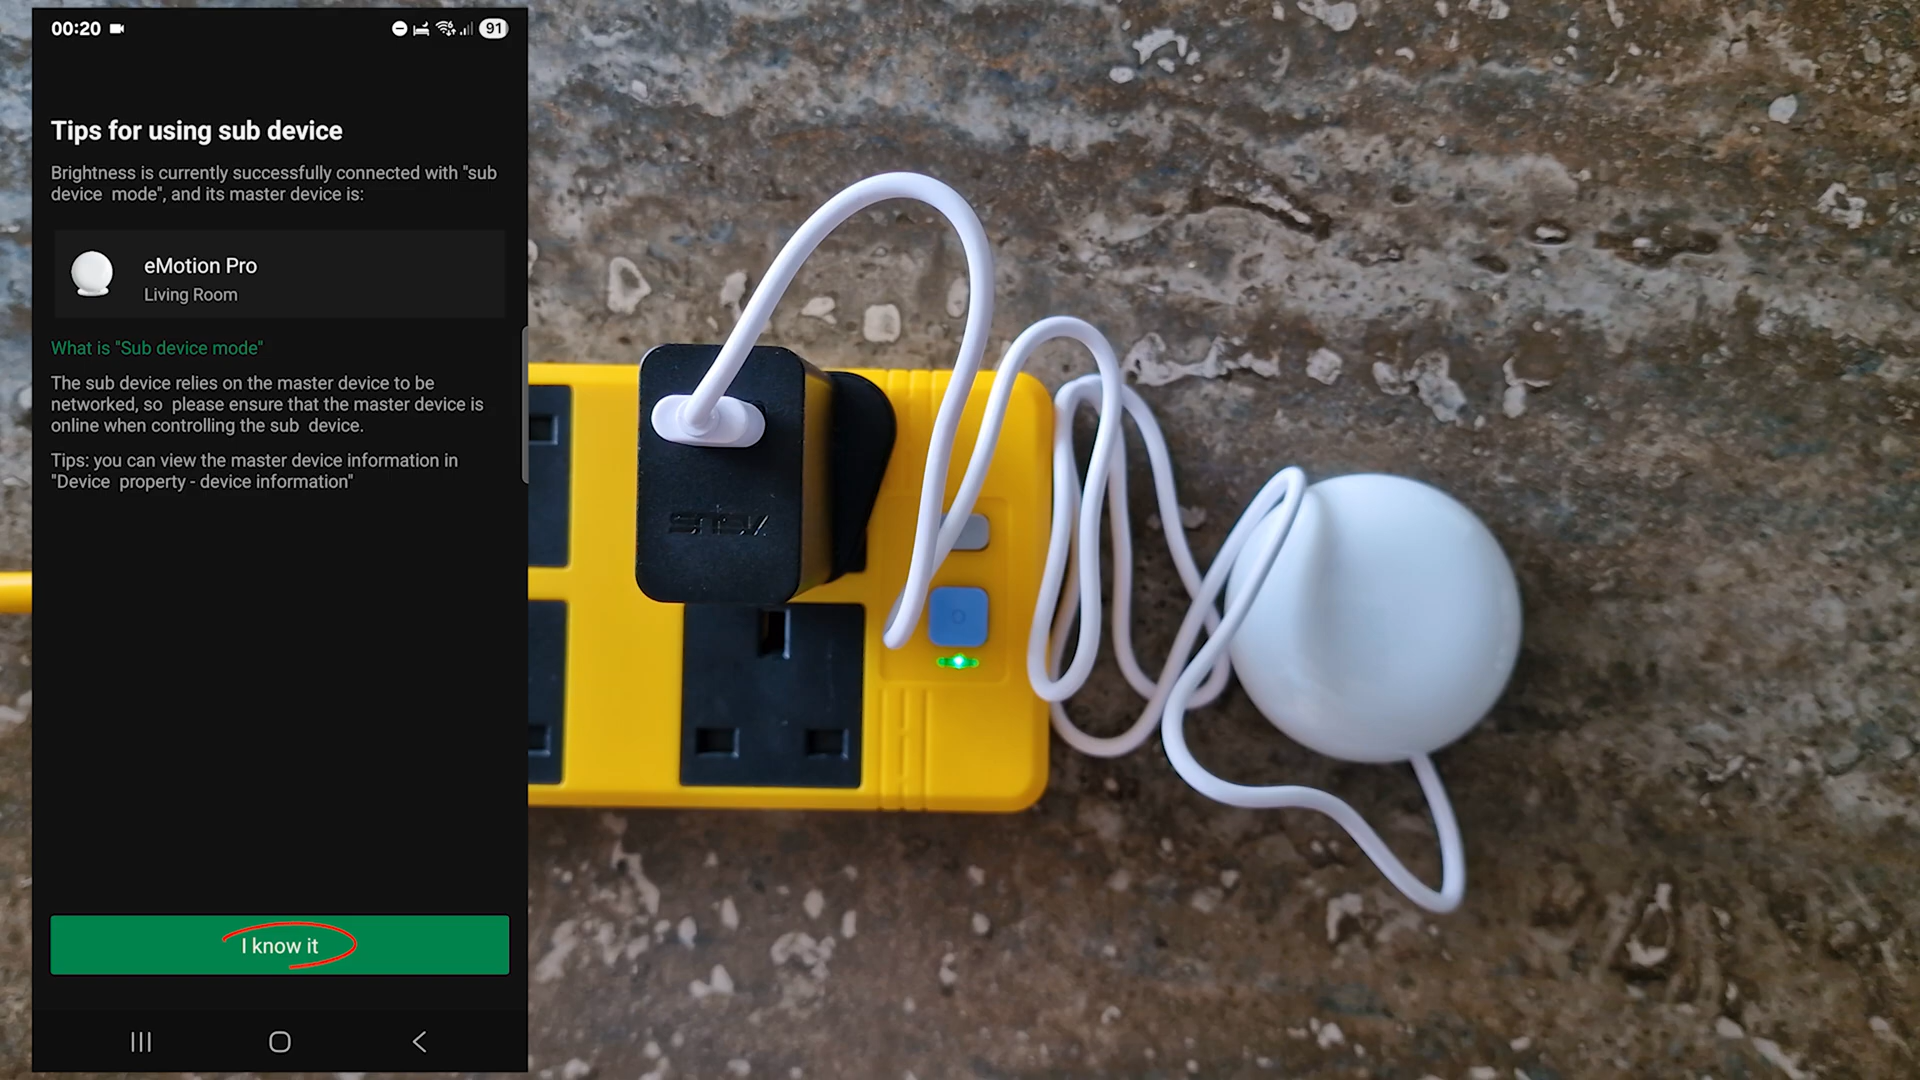 00:20
91
Tips for using sub device
Brightness is currently successfully connected with "sub
device mode", and its master device is:
eMotion Pro
Living Room
What is "Sub device mode"
The sub device relies on the master device to be
networked, so please ensure that the master device is
online when controlling the sub device.
Tips: you can view the master device information in
"Device property - device information"
I know it